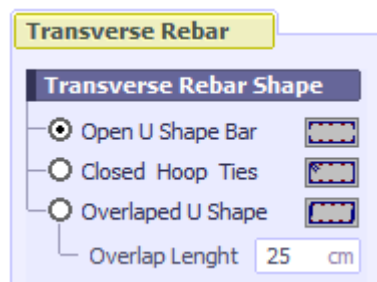 Transverse Rebar
Transverse Rebar Shape
Open U Shape Bar
Closed Hoop Ties
Overlaped U Shape
Overlap Lenght 25 cm